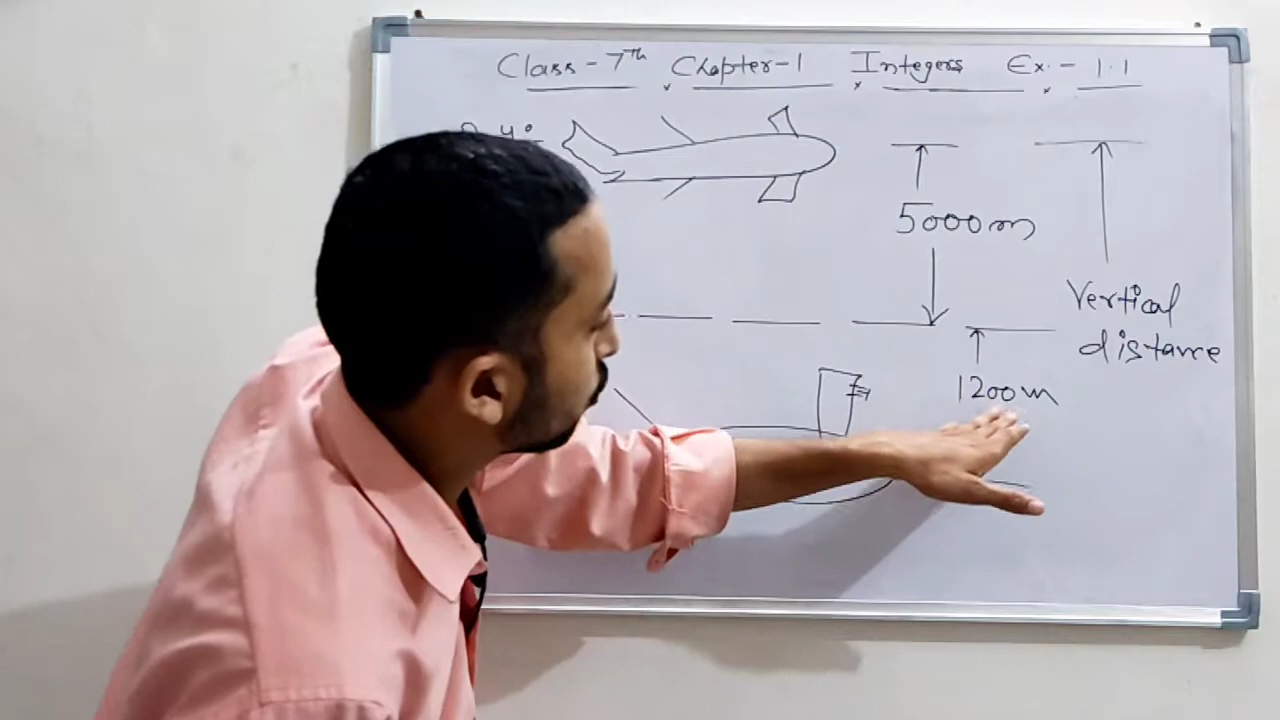 Class - 7th Chapter-1 Integers Ex. - 1.1
5000m
Vertical
distance
1200m